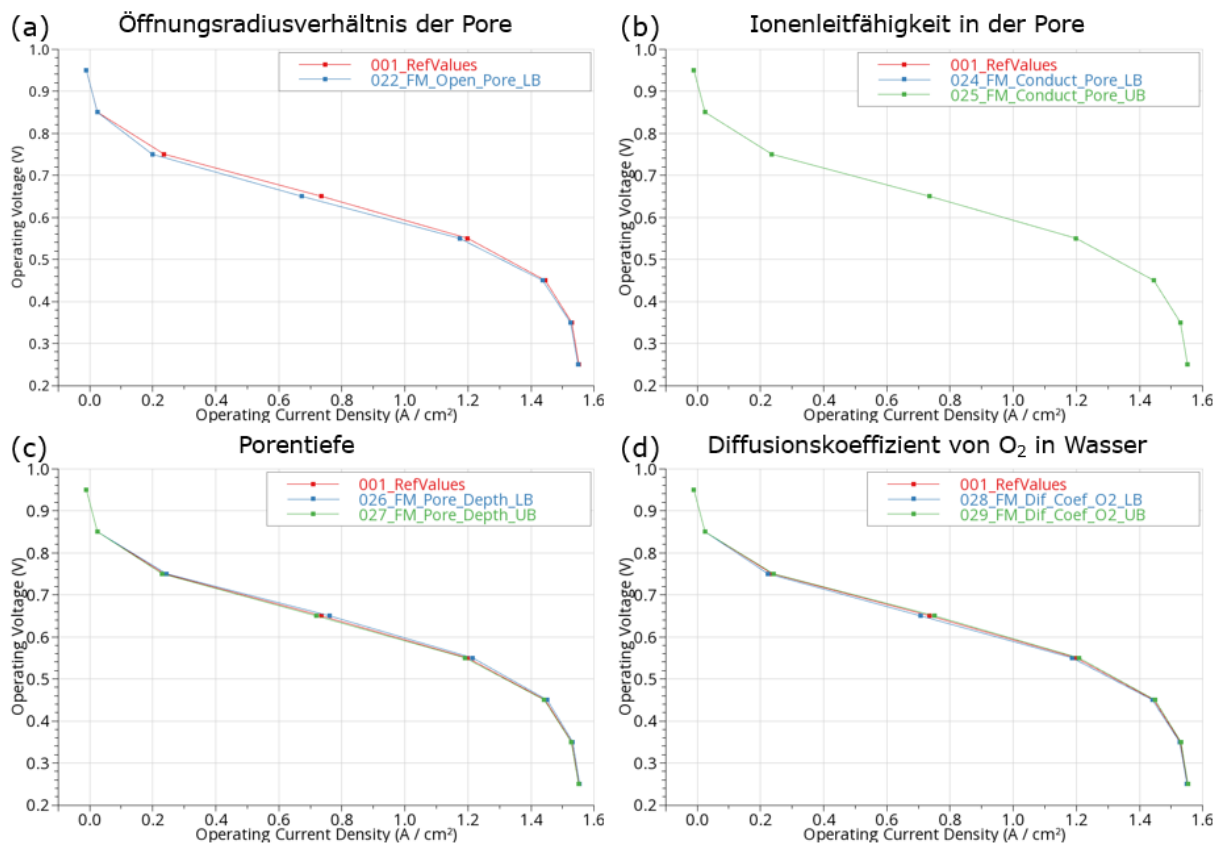 (a) Öffnungsradiusverhältnis der Pore
001_RefValues
022_FM_Open_Pore_LB
Operating Voltage (V)
1.0
0.9
0.8
0.7
0.6
0.5
0.4
0.3
0.2
0.0 0.2 0.4 0.6 0.8 1.0 1.2 1.4 1.6
Operating Current Density (A / cm²)
(b) Ionenleitfähigkeit in der Pore
001_RefValues
024_FM_Conduct_Pore_LB
025_FM_Conduct_Pore_UB
Operating Voltage (V)
1.0
0.9
0.8
0.7
0.6
0.5
0.4
0.3
0.2
0.0 0.2 0.4 0.6 0.8 1.0 1.2 1.4 1.6
Operating Current Density (A / cm²)
(c) Porentiefe
001_RefValues
026_FM_Pore_Depth_LB
027_FM_Pore_Depth_UB
Operating Voltage (V)
1.0
0.9
0.8
0.7
0.6
0.5
0.4
0.3
0.2
0.0 0.2 0.4 0.6 0.8 1.0 1.2 1.4 1.6
Operating Current Density (A / cm²)
(d) Diffusionskoeffizient von O₂ in Wasser
001_RefValues
028_FM_Dif_Coef_O2_LB
029_FM_Dif_Coef_O2_UB
Operating Voltage (V)
1.0
0.9
0.8
0.7
0.6
0.5
0.4
0.3
0.2
0.0 0.2 0.4 0.6 0.8 1.0 1.2 1.4 1.6
Operating Current Density (A / cm²)